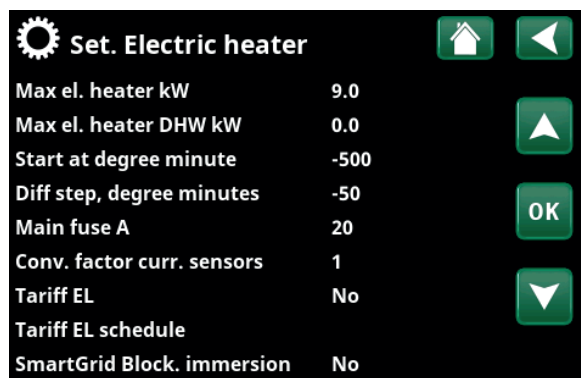 Set. Electric heater
Max el. heater kW 9.0
Max el. heater DHW kW 0.0
Start at degree minute -500
Diff step, degree minutes -50
OK
Main fuse A 20
Conv. factor curr. sensors 1
Tariff EL No
Tariff EL schedule
SmartGrid Block. immersion No